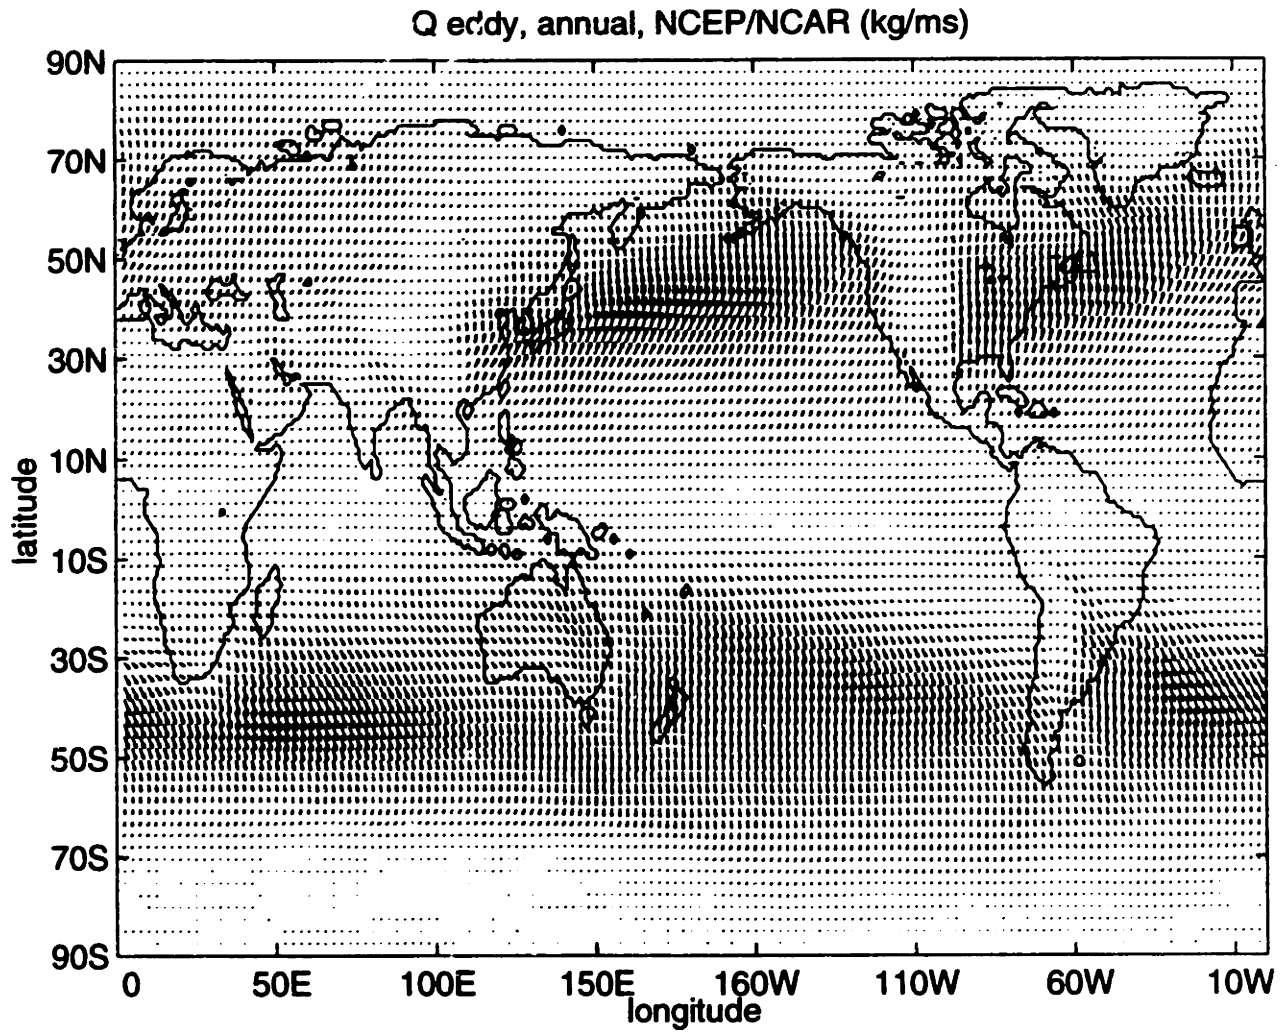 Q eddy, annual, NCEP/NCAR (kg/ms)
90N
70N
50N
30N
10N
10S
30S
50S
70S
90S
latitude
0 50E 100E 150E 160W 110W 60W 10W
longitude